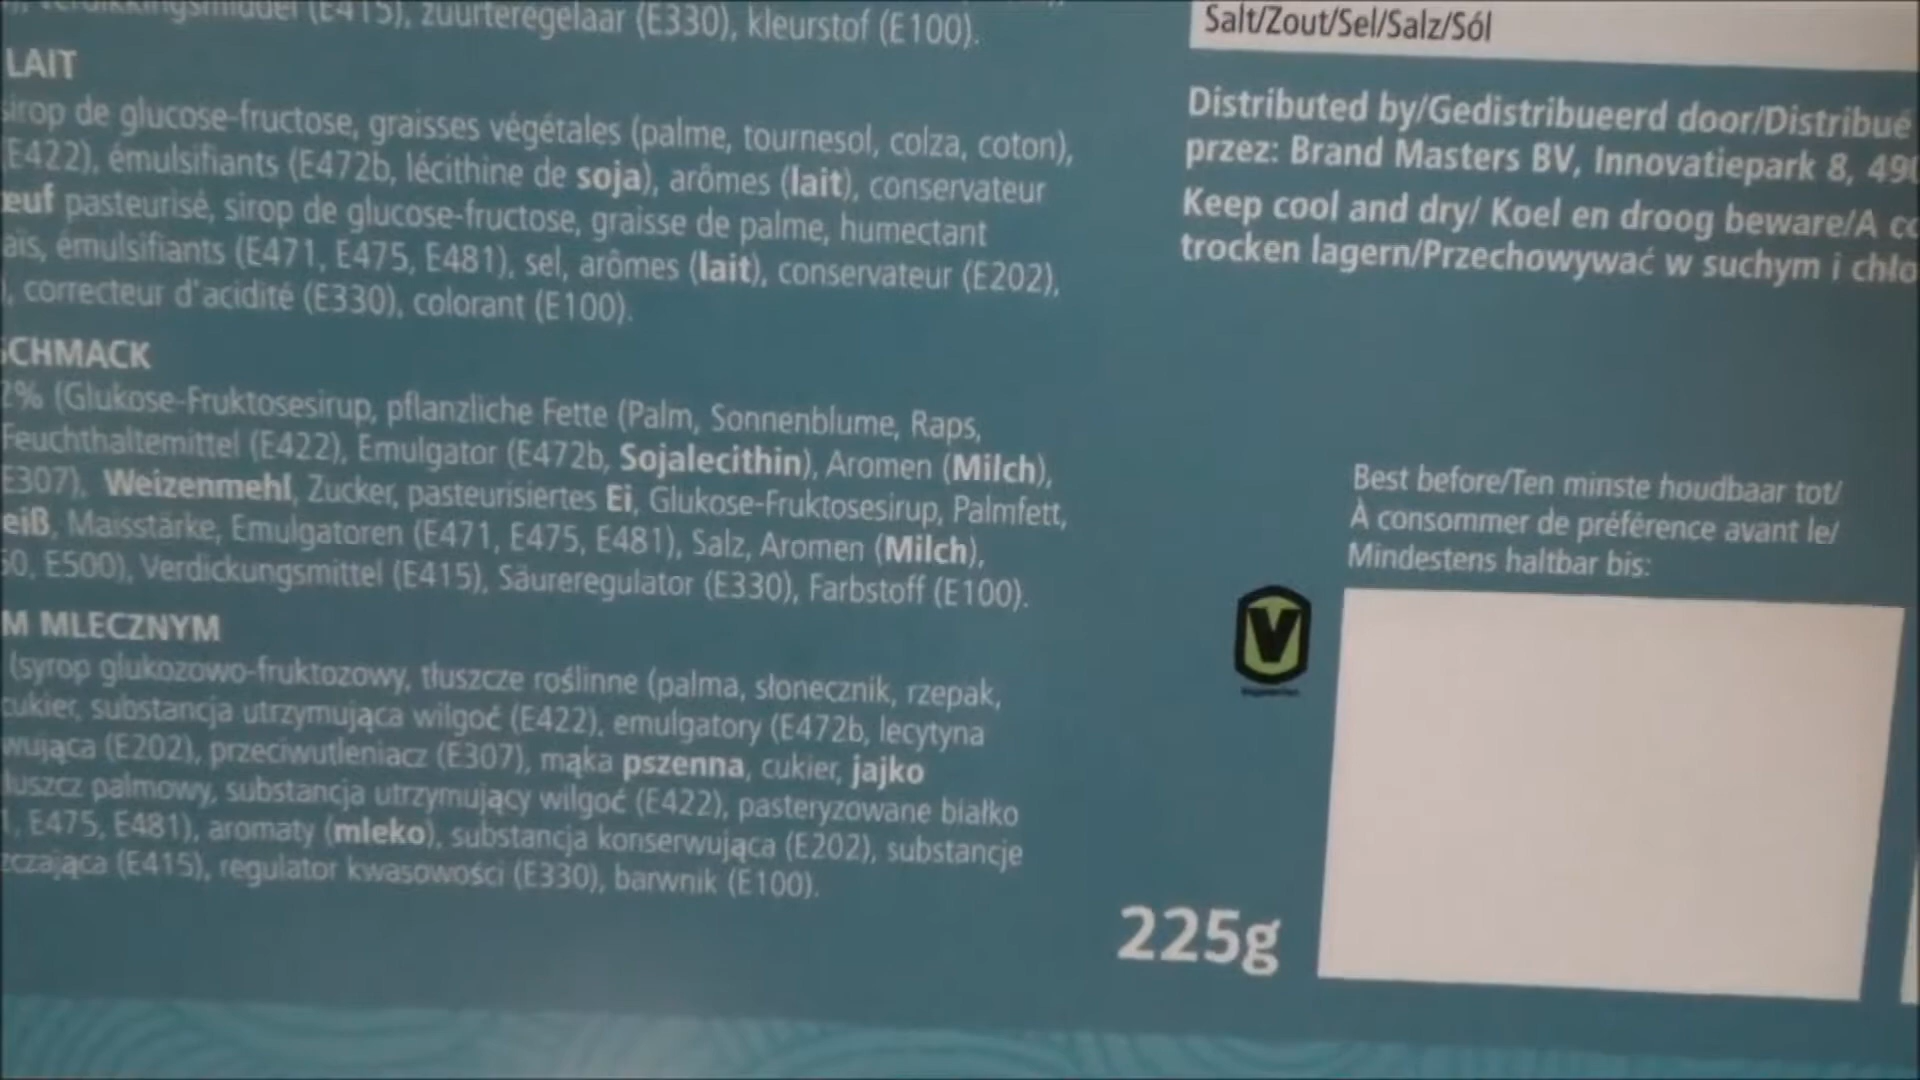 (E415), zuurteregelaar (E330), kleurstof (E100).
LAIT
sirop de glucose-fructose, graisses végétales (palme, tournesol, colza, coton),
E422), émulsifiants (E472b, lécithine de soja), arômes (lait), conservateur
œuf pasteurisé, sirop de glucose-fructose, graisse de palme, humectant
aïs, émulsifiants (E471, E475, E481), sel, arômes (lait), conservateur (E202),
, correcteur d'acidité (E330), colorant (E100).
SCHMACK
2% (Glukose-Fruktosesirup, pflanzliche Fette (Palm, Sonnenblume, Raps,
Feuchthaltemittel (E422), Emulgator (E472b, Sojalecithin), Aromen (Milch),
E307), Weizenmehl, Zucker, pasteurisiertes Ei, Glukose-Fruktosesirup, Palmfett,
eiß, Maisstärke, Emulgatoren (E471, E475, E481), Salz, Aromen (Milch),
50, E500), Verdickungsmittel (E415), Säureregulator (E330), Farbstoff (E100).
M MLECZNYM
(syrop glukozowo-fruktozowy, tłuszcze roślinne (palma, słonecznik, rzepak,
cukier, substancja utrzymująca wilgoć (E422), emulgatory (E472b, lecytyna
wująca (E202), przeciwutleniacz (E307), mąka pszenna, cukier, jajko
łuszcz palmowy, substancja utrzymujący wilgoć (E422), pasteryzowane białko
1, E475, E481), aromaty (mleko), substancja konserwująca (E202), substancje
zczająca (E415), regulator kwasowości (E330), barwnik (E100).
Salt/Zout/Sel/Salz/Sól
Distributed by/Gedistribueerd door/Distribué
przez: Brand Masters BV, Innovatiepark 8, 49
Keep cool and dry/ Koel en droog beware/A co
trocken lagern/Przechowywać w suchym i chło
Best before/Ten minste houdbaar tot/
À consommer de préférence avant le/
Mindestens haltbar bis:
V
225g